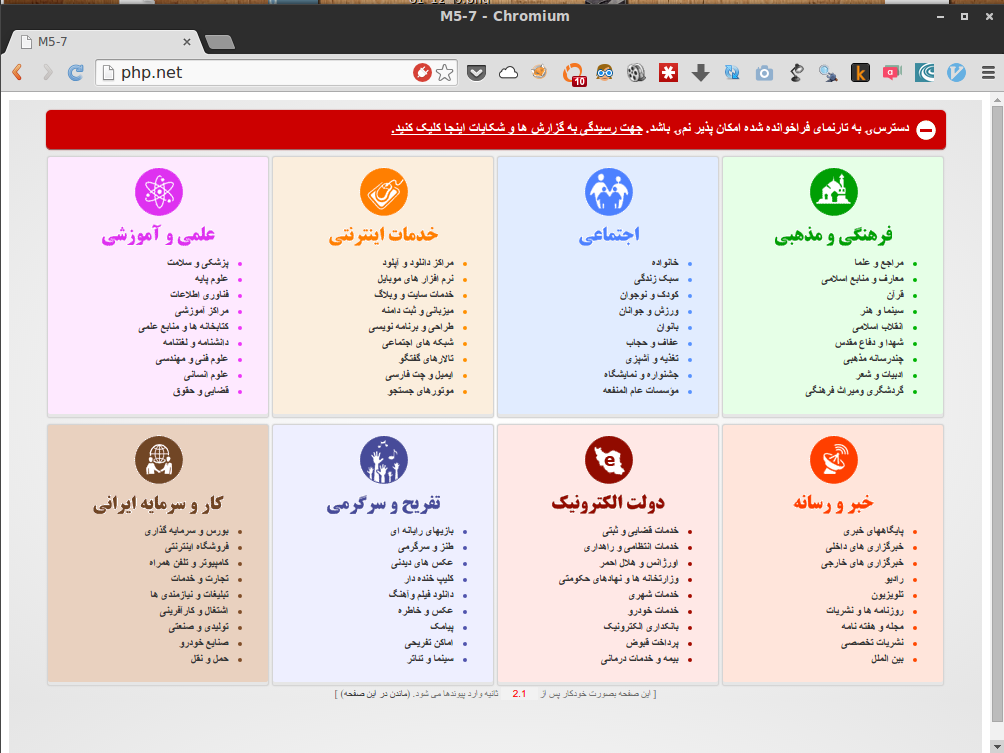 M5-7 - Chromium
M5-7
php.net
10
دسترسی به تارنمای فراخوانده شده امکان پذیر نمی باشد. جهت رسیدگی به گزارش ها و شکایات اینجا کلیک کنید.
فرهنگی و مذهبی
مراجع و علما
معارف و منابع اسلامی
قرآن
سینما و هنر
انقلاب اسلامی
شهدا و دفاع مقدس
چندرسانه مذهبی
ادبیات و شعر
گردشگری ومیراث فرهنگی
اجتماعی
خانواده
سبک زندگی
کودک و نوجوان
ورزش و جوانان
بانوان
عفاف و حجاب
تغذیه و آشپزی
جشنواره و نمایشگاه
مؤسسات عام المنفعه
خدمات اینترنتی
مراکز دانلود و آپلود
نرم افزار های موبایل
خدمات سایت و وبلاگ
میزبانی و ثبت دامنه
طراحی و برنامه نویسی
شبکه های اجتماعی
تالارهای گفتگو
ایمیل و چت فارسی
موتورهای جستجو
علمی و آموزشی
پزشکی و سلامت
علوم پایه
فناوری اطلاعات
مراکز آموزشی
کتابخانه ها و منابع علمی
دانشنامه و لغتنامه
علوم فنی و مهندسی
علوم انسانی
قضایی و حقوق
خبر و رسانه
پایگاههای خبری
خبرگزاری های داخلی
خبرگزاری های خارجی
رادیو
تلویزیون
روزنامه ها و نشریات
مجله و هفته نامه
نشریات تخصصی
بین الملل
دولت الکترونیک
خدمات قضایی و ثبتی
خدمات انتظامی و راهداری
اورژانس و هلال احمر
وزارتخانه ها و نهادهای حکومتی
خدمات شهری
خدمات خودرو
بانکداری الکترونیک
پرداخت قبوض
بیمه و خدمات درمانی
تفریح و سرگرمی
بازیهای رایانه ای
طنز و سرگرمی
عکس های دیدنی
کلیپ خنده دار
دانلود فیلم وآهنگ
عکس و خاطره
پیامک
اماکن تفریحی
سینما و تئاتر
کار و سرمایه ایرانی
بورس و سرمایه گذاری
فروشگاه اینترنتی
کامپیوتر و تلفن همراه
تجارت و خدمات
تبلیغات و نیازمندی ها
اشتغال و کارآفرینی
تولیدی و صنعتی
صنایع خودرو
حمل و نقل
[ این صفحه بصورت خودکار پس از 2.1 ثانیه وارد پیوندها می شود. (ماندن در این صفحه) ]